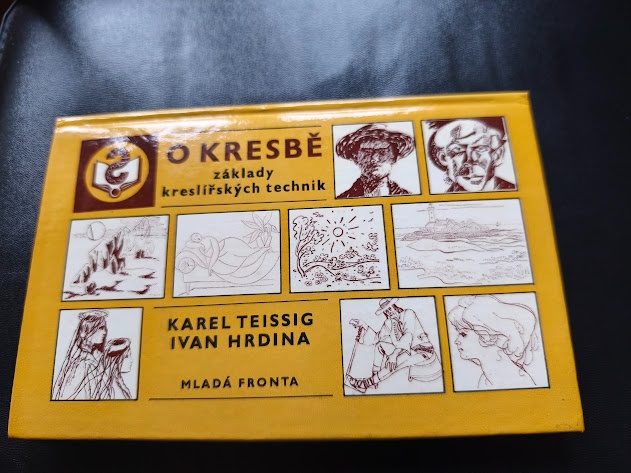 O KRESBĚ
základy
kreslířských technik
KAREL TEISSIG
IVAN HRDINA
MLADÁ FRONTA